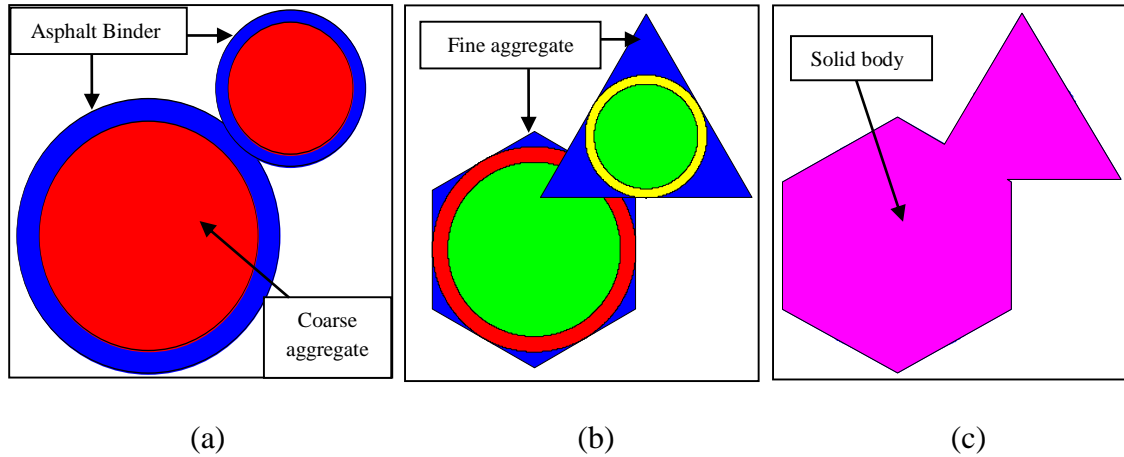 Asphalt Binder
Coarse
aggregate
Fine aggregate
Solid body
(a)
(b)
(c)